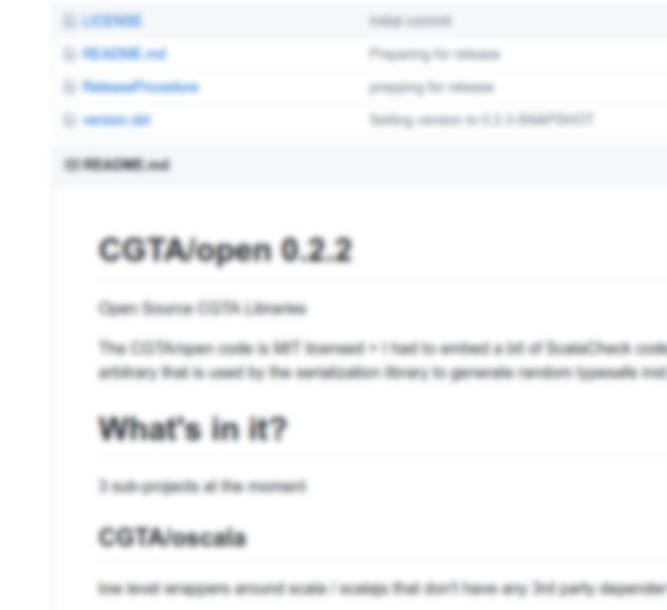 LICENSE Initial commit
README.md Preparing for release
ReleaseProcedure prepping for release
version.sbt Setting version to 0.2.3-SNAPSHOT
README.md
CGTA/open 0.2.2
Open Source CGTA Libraries
The CGTA/open code is MIT licensed + I had to embed a bit of ScalaCheck code
arbitrary that is used by the serialization library to generate random typesafe inst
What's in it?
3 sub-projects at the moment
CGTA/oscala
low level wrappers around scala / scalajs that don't have any 3rd party depende